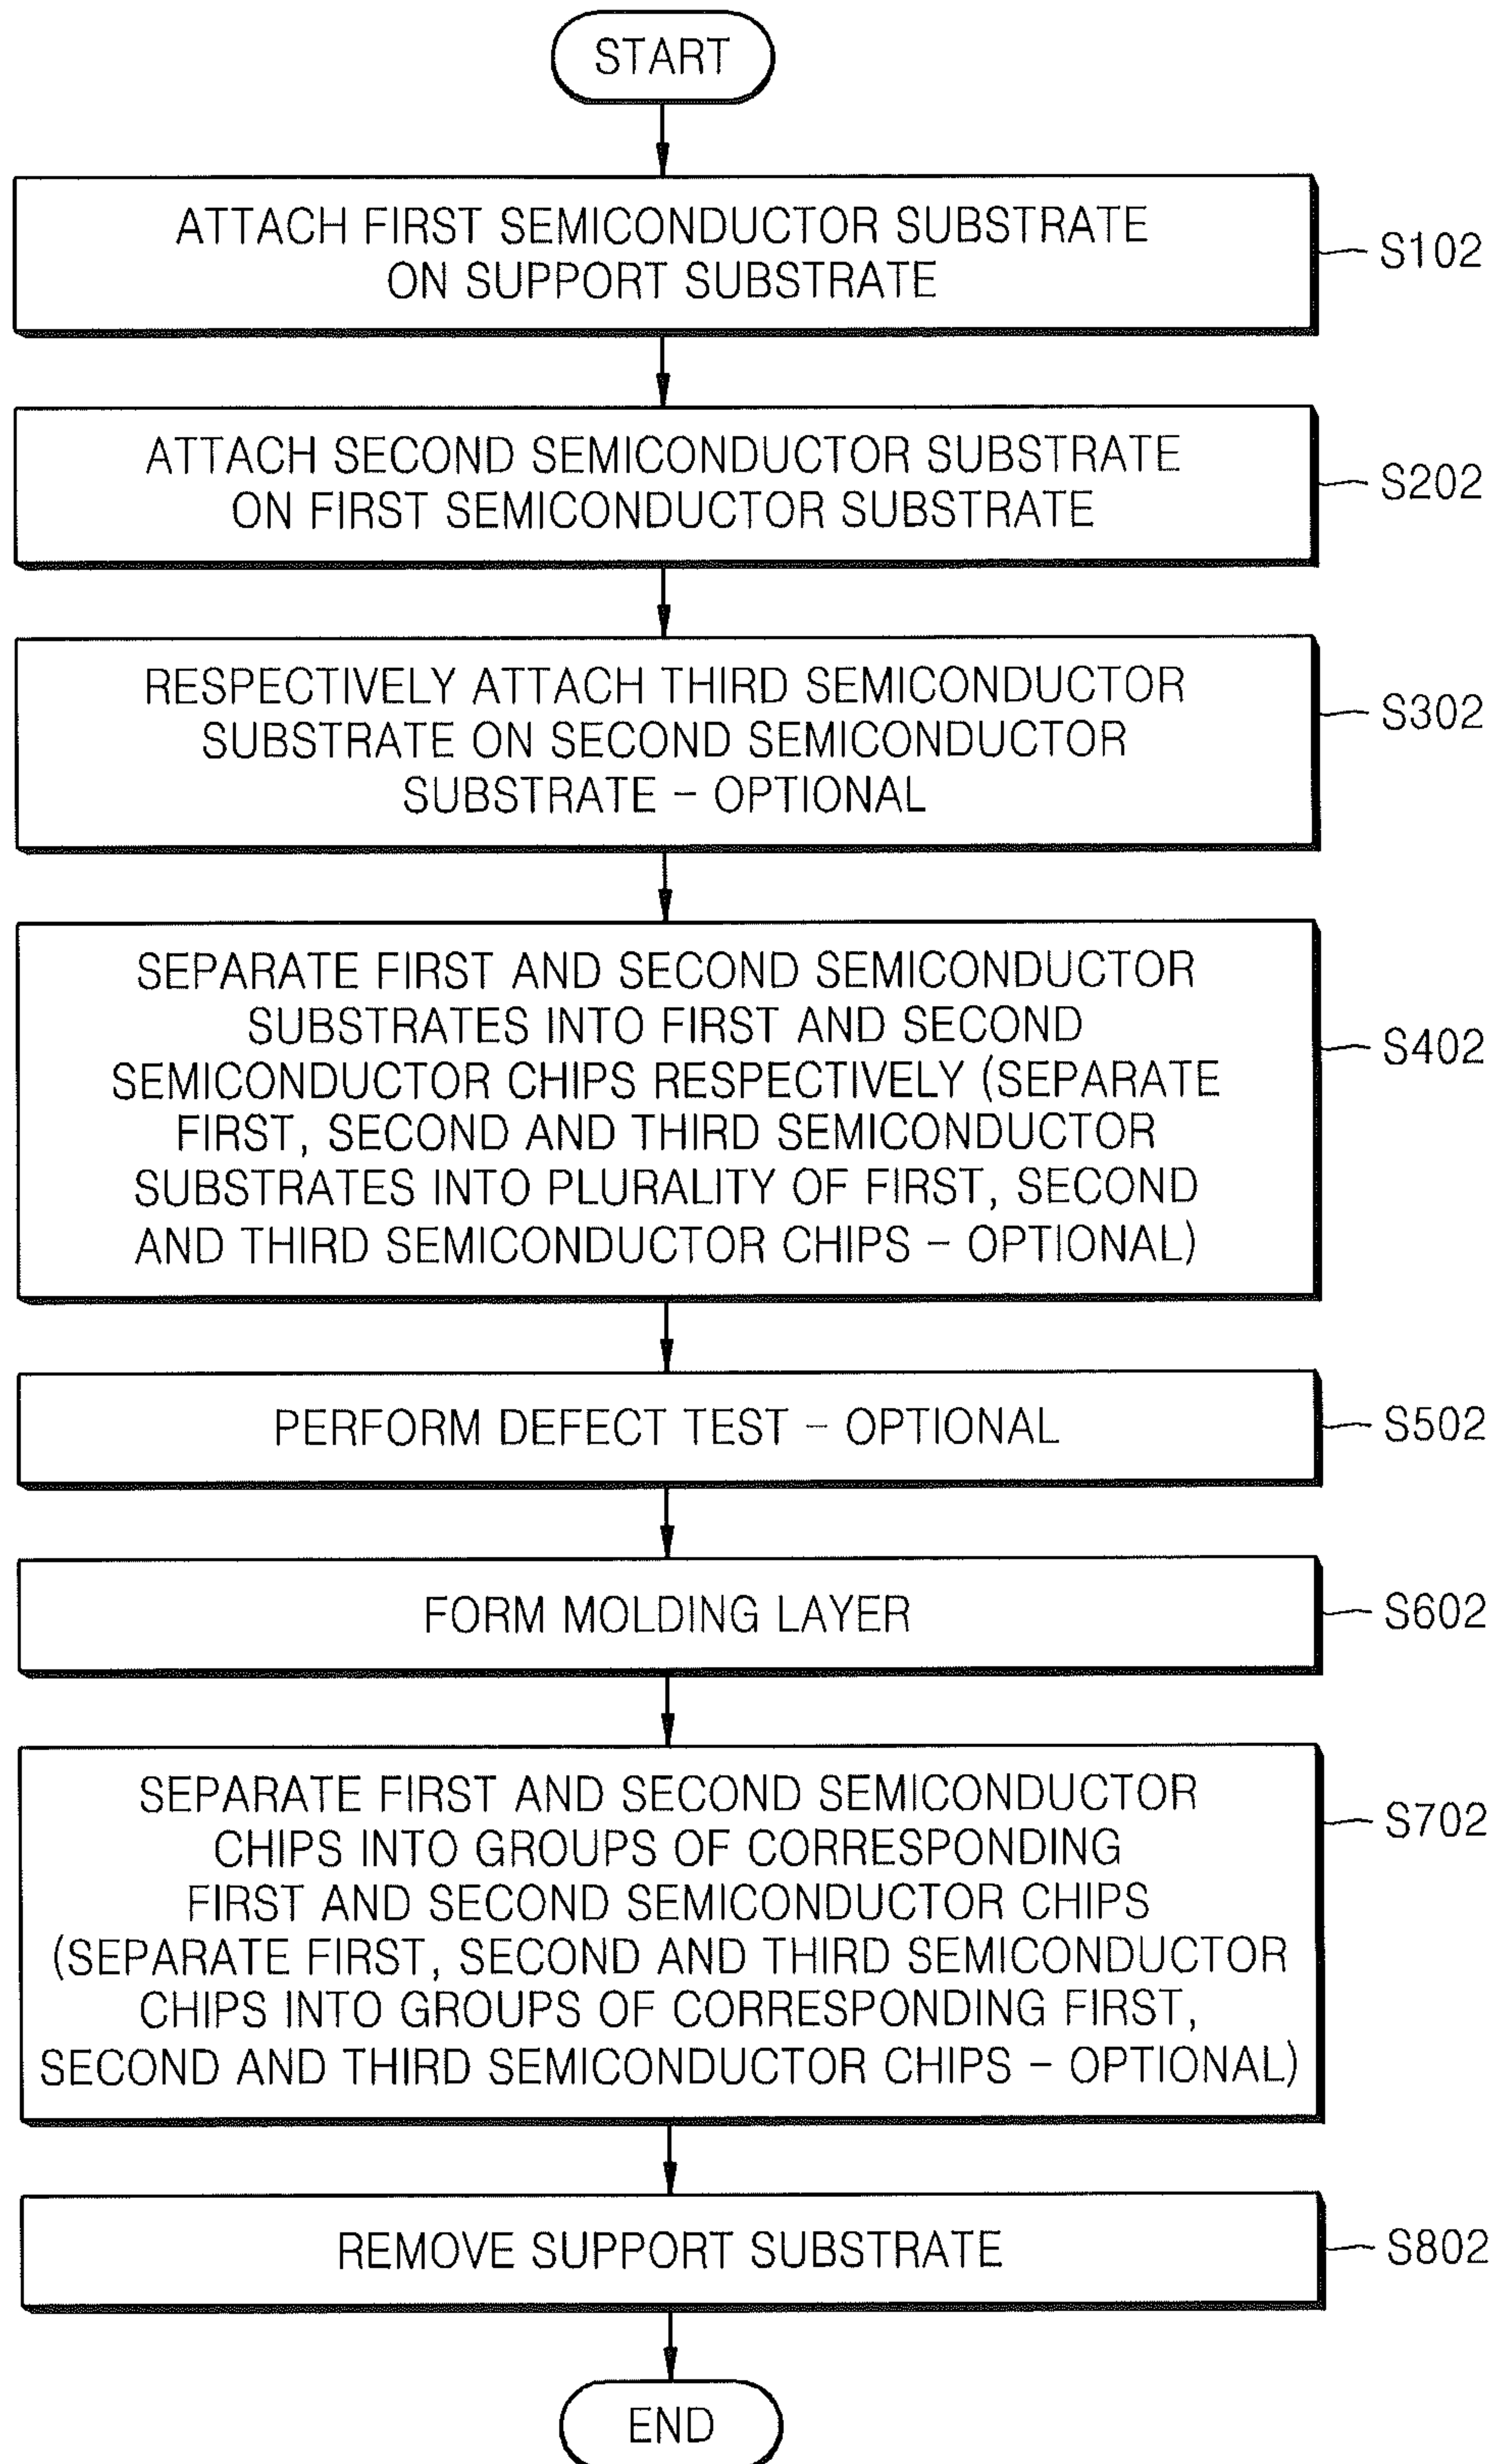 START
ATTACH FIRST SEMICONDUCTOR SUBSTRATE
ON SUPPORT SUBSTRATE
S102
ATTACH SECOND SEMICONDUCTOR SUBSTRATE
ON FIRST SEMICONDUCTOR SUBSTRATE
S202
RESPECTIVELY ATTACH THIRD SEMICONDUCTOR
SUBSTRATE ON SECOND SEMICONDUCTOR
SUBSTRATE – OPTIONAL
S302
SEPARATE FIRST AND SECOND SEMICONDUCTOR
SUBSTRATES INTO FIRST AND SECOND
SEMICONDUCTOR CHIPS RESPECTIVELY (SEPARATE
FIRST, SECOND AND THIRD SEMICONDUCTOR
SUBSTRATES INTO PLURALITY OF FIRST, SECOND
AND THIRD SEMICONDUCTOR CHIPS – OPTIONAL)
S402
PERFORM DEFECT TEST – OPTIONAL
S502
FORM MOLDING LAYER
S602
SEPARATE FIRST AND SECOND SEMICONDUCTOR
CHIPS INTO GROUPS OF CORRESPONDING
FIRST AND SECOND SEMICONDUCTOR CHIPS
(SEPARATE FIRST, SECOND AND THIRD SEMICONDUCTOR
CHIPS INTO GROUPS OF CORRESPONDING FIRST,
SECOND AND THIRD SEMICONDUCTOR CHIPS – OPTIONAL)
S702
REMOVE SUPPORT SUBSTRATE
S802
END